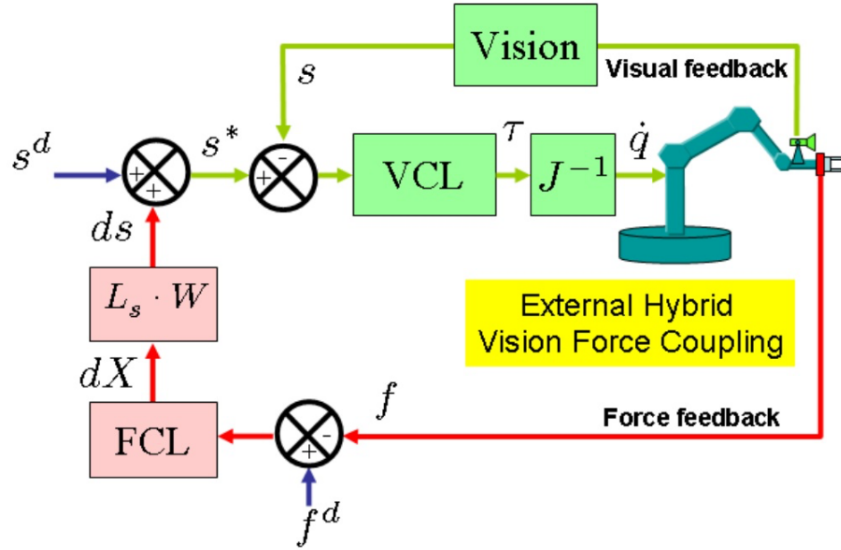 Vision
s
Visual feedback
s^d
s^*
-
+
+
+
VCL
τ
J^{-1}
q̇
ds
L_s · W
External Hybrid
Vision Force Coupling
dX
f
Force feedback
FCL
-
+
f^d